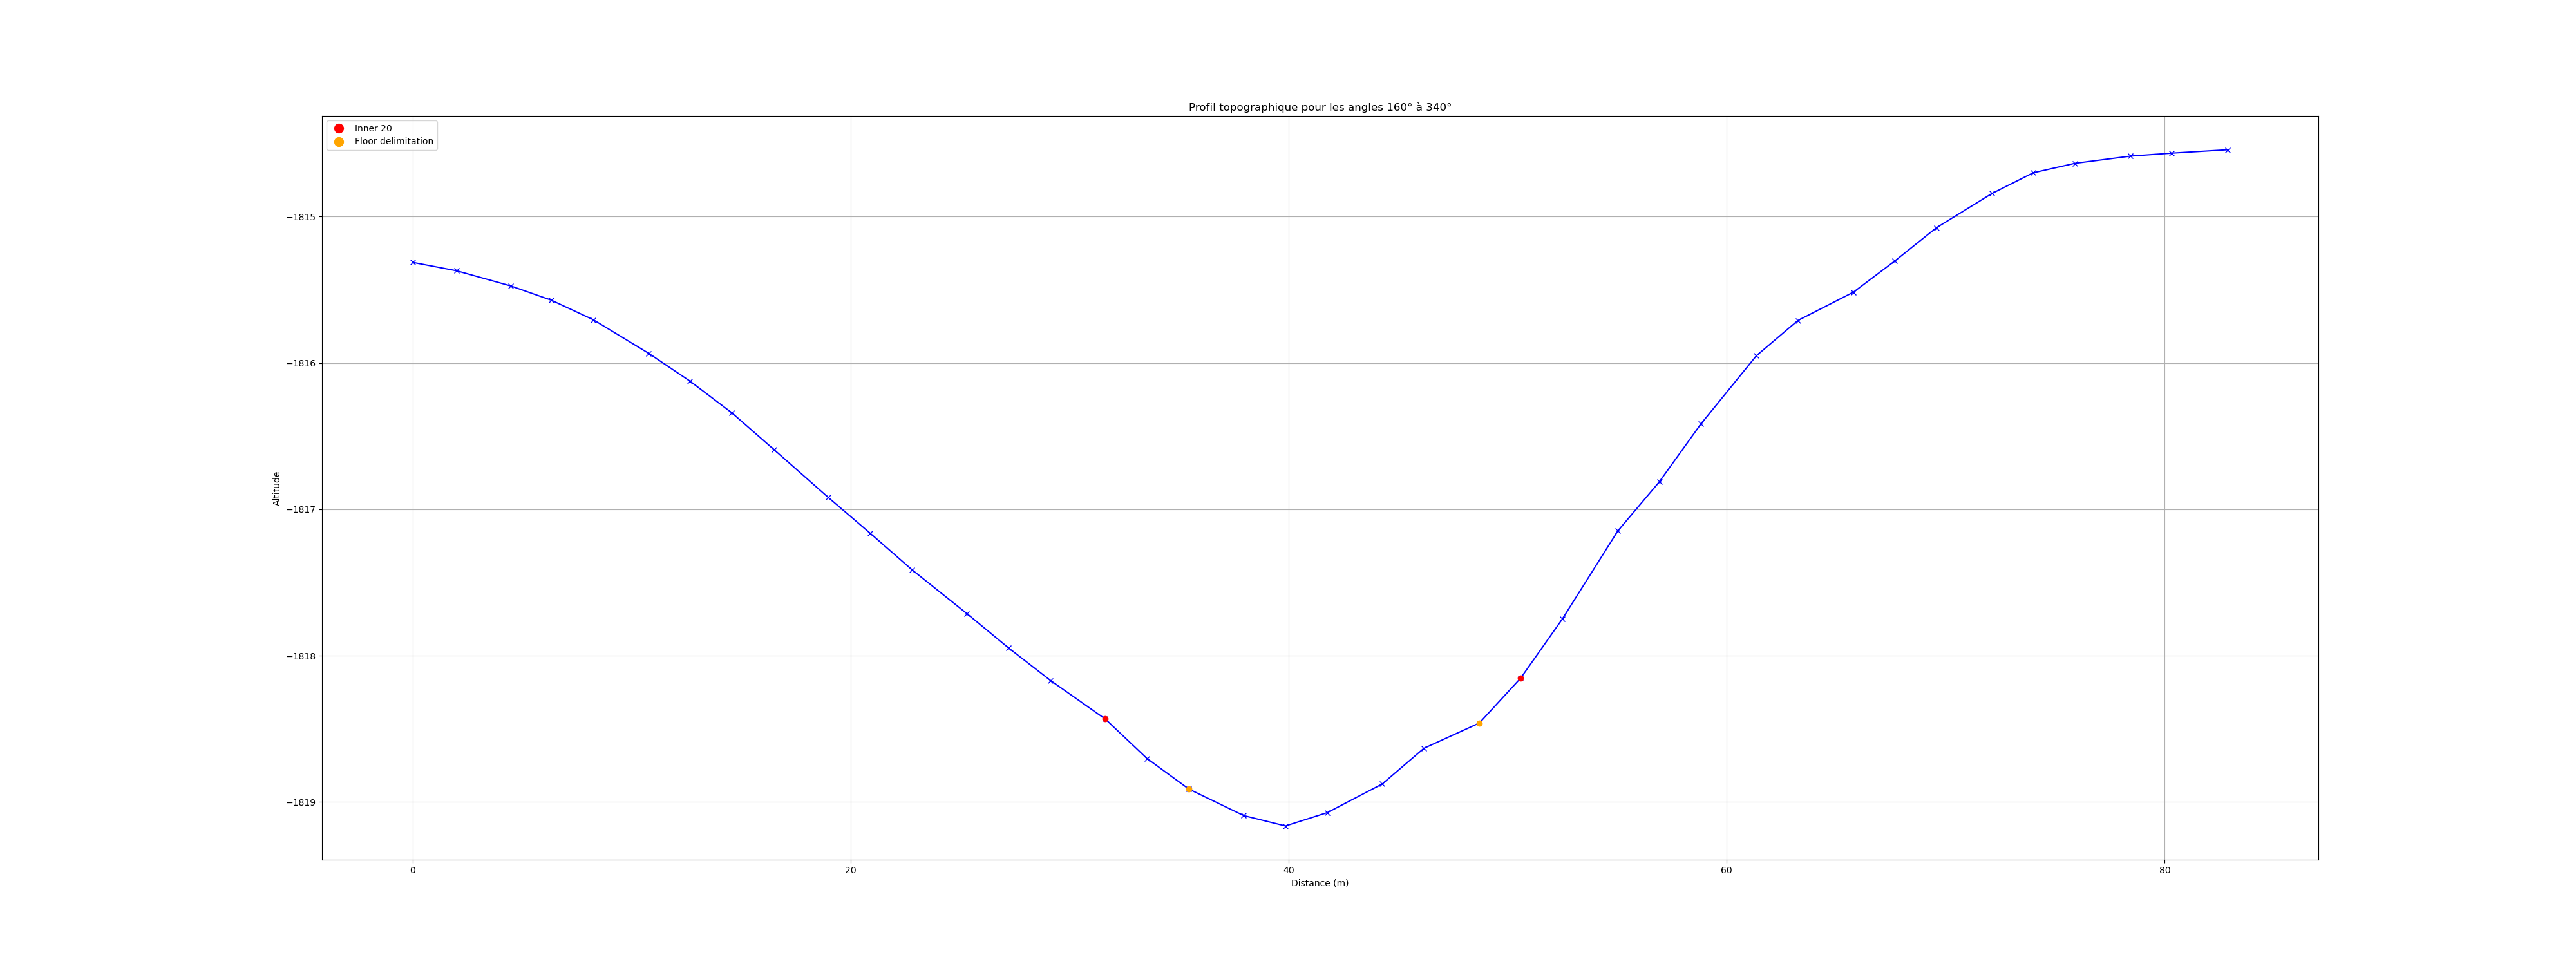 Profil topographique pour les angles 160° à 340°
Inner 20
Floor delimitation
−1815
−1816
−1817
−1818
−1819
Altitude
0
20
40
60
80
Distance (m)